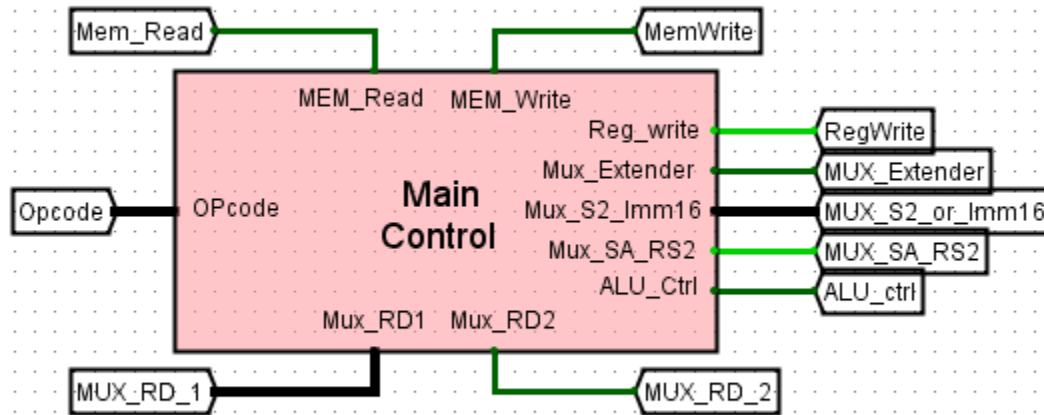 Mem_Read
MemWrite
MEM_Read
MEM_Write
Reg_write
RegWrite
Mux_Extender
MUX_Extender
Opcode
OPcode
Main
Control
Mux_S2_Imm16
MUX_S2_or_Imm16
Mux_SA_RS2
MUX_SA_RS2
ALU_Ctrl
ALU_ctrl
Mux_RD1
Mux_RD2
MUX_RD_1
MUX_RD_2